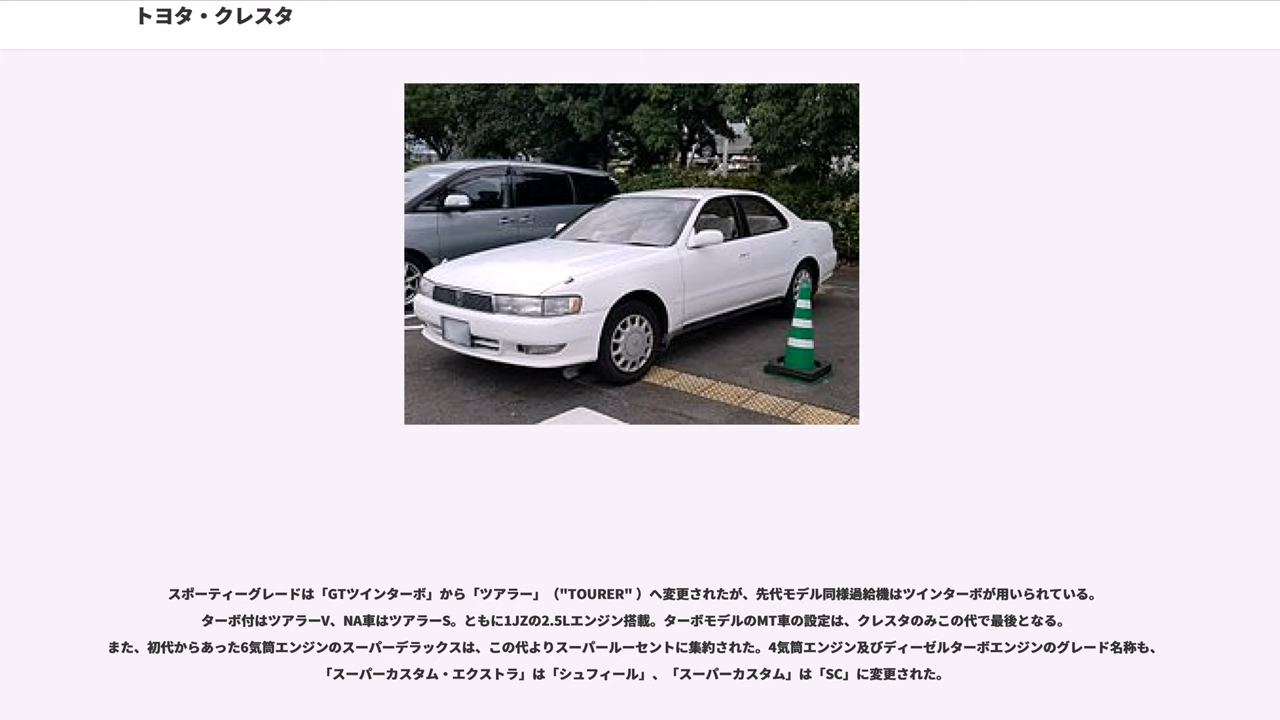 トヨタ・クレスタ
スポーティーグレードは「GTツインターボ」から「ツアラー」（"TOURER" ）へ変更されたが、先代モデル同様過給機はツインターボが用いられている。
ターボ付はツアラーV、NA車はツアラーS。ともに1JZの2.5Lエンジン搭載。ターボモデルのMT車の設定は、クレスタのみこの代で最後となる。
また、初代からあった6気筒エンジンのスーパーデラックスは、この代よりスーパールーセントに集約された。4気筒エンジン及びディーゼルターボエンジンのグレード名称も、
「スーパーカスタム・エクストラ」は「シュフィール」、「スーパーカスタム」は「SC」に変更された。